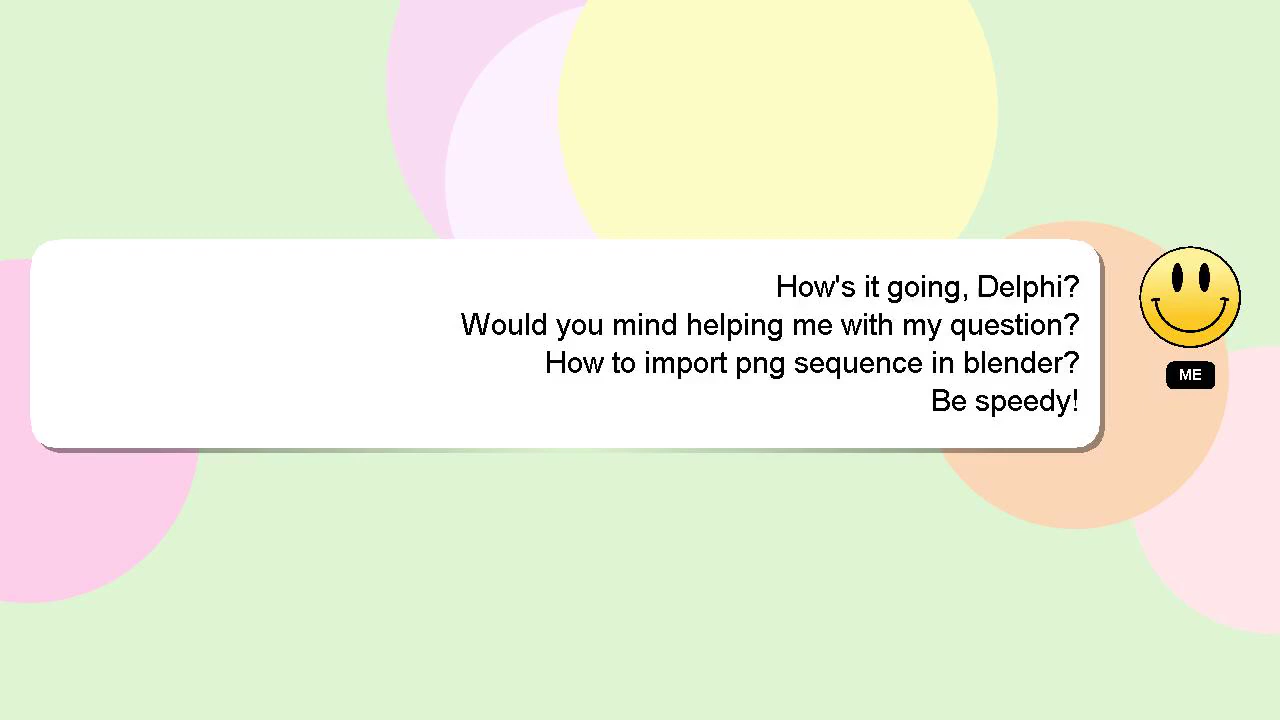 How's it going, Delphi?
Would you mind helping me with my question?
How to import png sequence in blender?
Be speedy!
ME